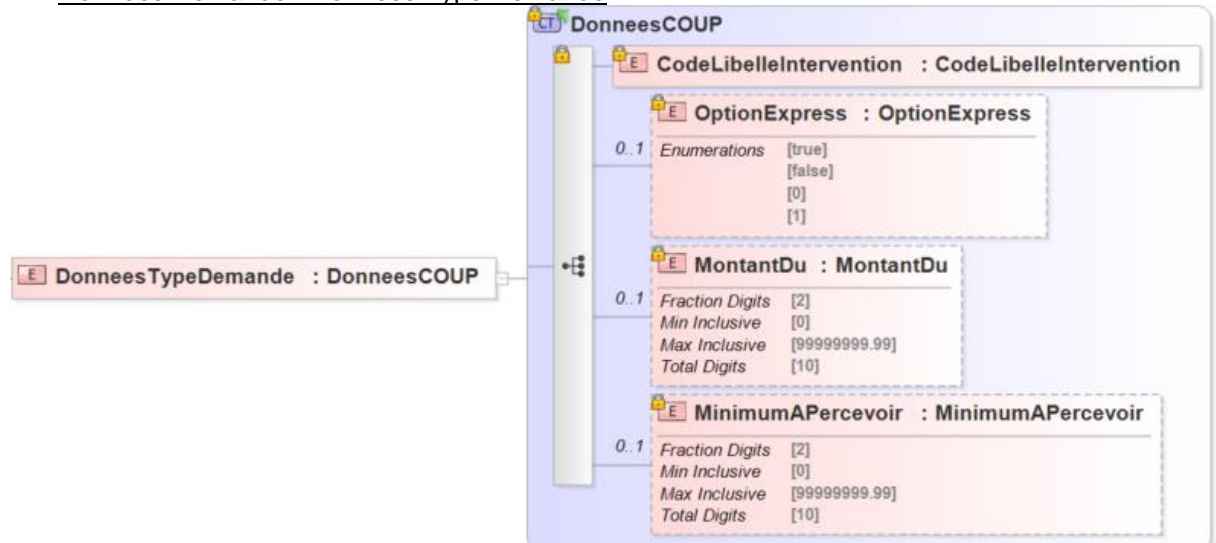 CT DonneesCOUP
E CodeLibelleIntervention : CodeLibelleIntervention
E OptionExpress : OptionExpress
0..1 Enumerations [true]
[false]
[0]
[1]
E DonneesTypeDemande : DonneesCOUP
E MontantDu : MontantDu
0..1 Fraction Digits [2]
Min Inclusive [0]
Max Inclusive [99999999.99]
Total Digits [10]
E MinimumAPercevoir : MinimumAPercevoir
0..1 Fraction Digits [2]
Min Inclusive [0]
Max Inclusive [99999999.99]
Total Digits [10]